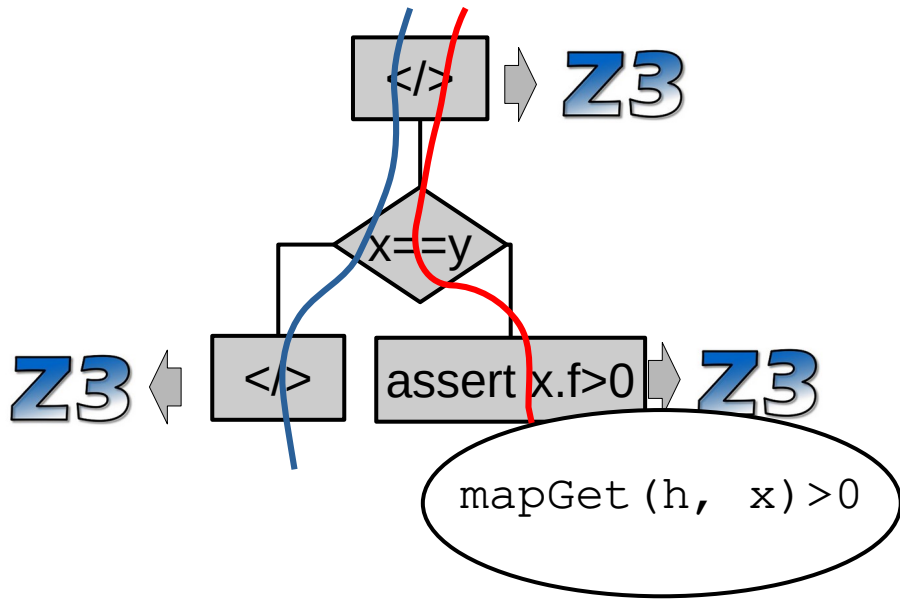 </>
Z3
x==y
Z3
</>
assert x.f>0
Z3
mapGet(h, x)>0